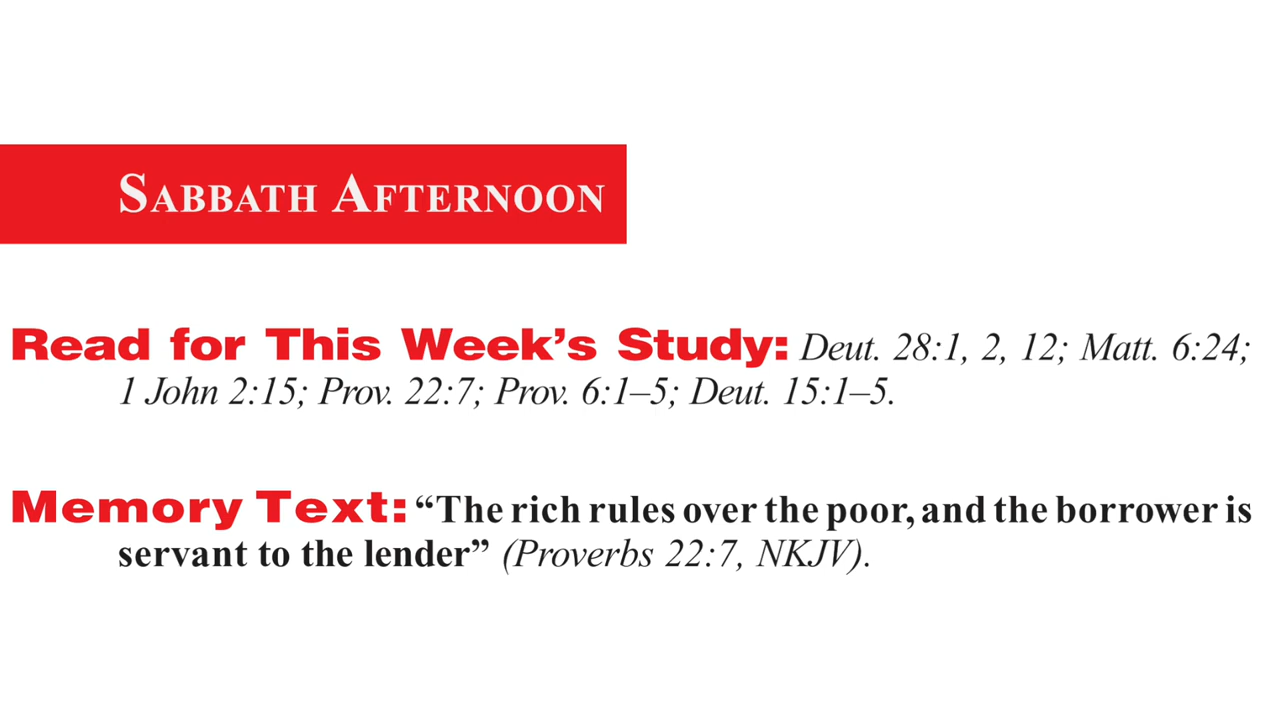 SABBATH AFTERNOON
Read for This Week’s Study: Deut. 28:1, 2, 12; Matt. 6:24;
1 John 2:15; Prov. 22:7; Prov. 6:1–5; Deut. 15:1–5.
Memory Text: “The rich rules over the poor, and the borrower is
servant to the lender” (Proverbs 22:7, NKJV).